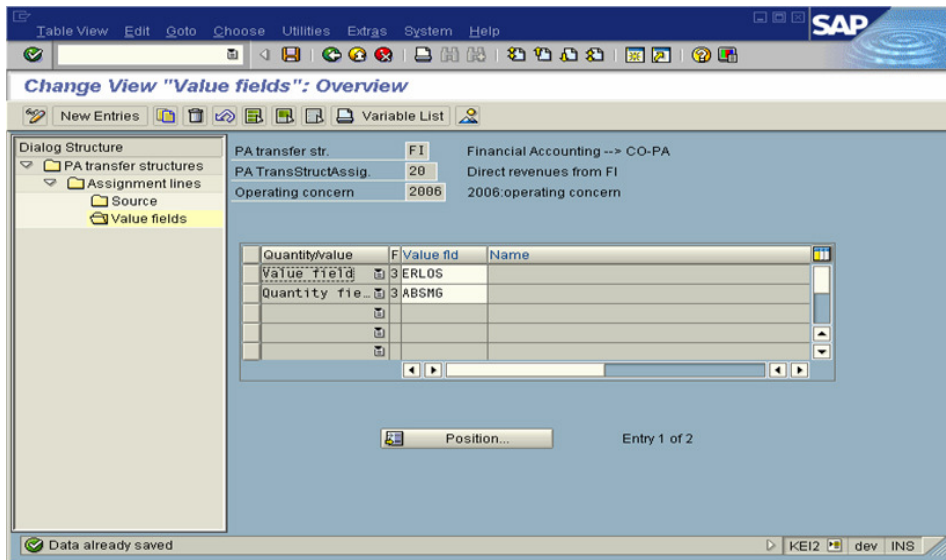 Table View Edit Goto Choose Utilities Extras System Help
SAP
Change View "Value fields": Overview
New Entries Variable List
Dialog Structure
PA transfer structures
Assignment lines
Source
Value fields
PA transfer str. FI Financial Accounting --> CO-PA
PA TransStructAssig. 20 Direct revenues from FI
Operating concern 2006 2006:operating concern
Quantity/value F Value fld Name
Value field 3 ERLOS
Quantity fie… 3 ABSMG
Position... Entry 1 of 2
Data already saved KEI2 dev INS